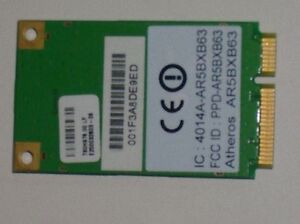 Atheros AR5BXB63
FCC ID : PPD-AR5BXB63
IC : 4014A-AR5BXB63
CE
001F3A8DE9ED